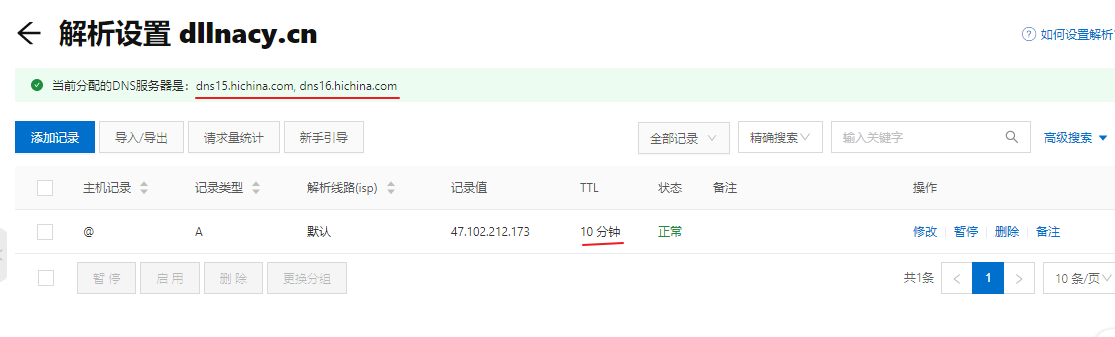 解析设置 dllnacy.cn
如何设置解析
当前分配的DNS服务器是：dns15.hichina.com, dns16.hichina.com
添加记录 导入/导出 请求量统计 新手引导 全部记录 精确搜索 输入关键字 高级搜索
主机记录 记录类型 解析线路(isp) 记录值 TTL 状态 备注 操作
@ A 默认 47.102.212.173 10 分钟 正常 修改 暂停 删除 备注
暂 停 启 用 删 除 更换分组 共1条 < 1 > 10 条/页